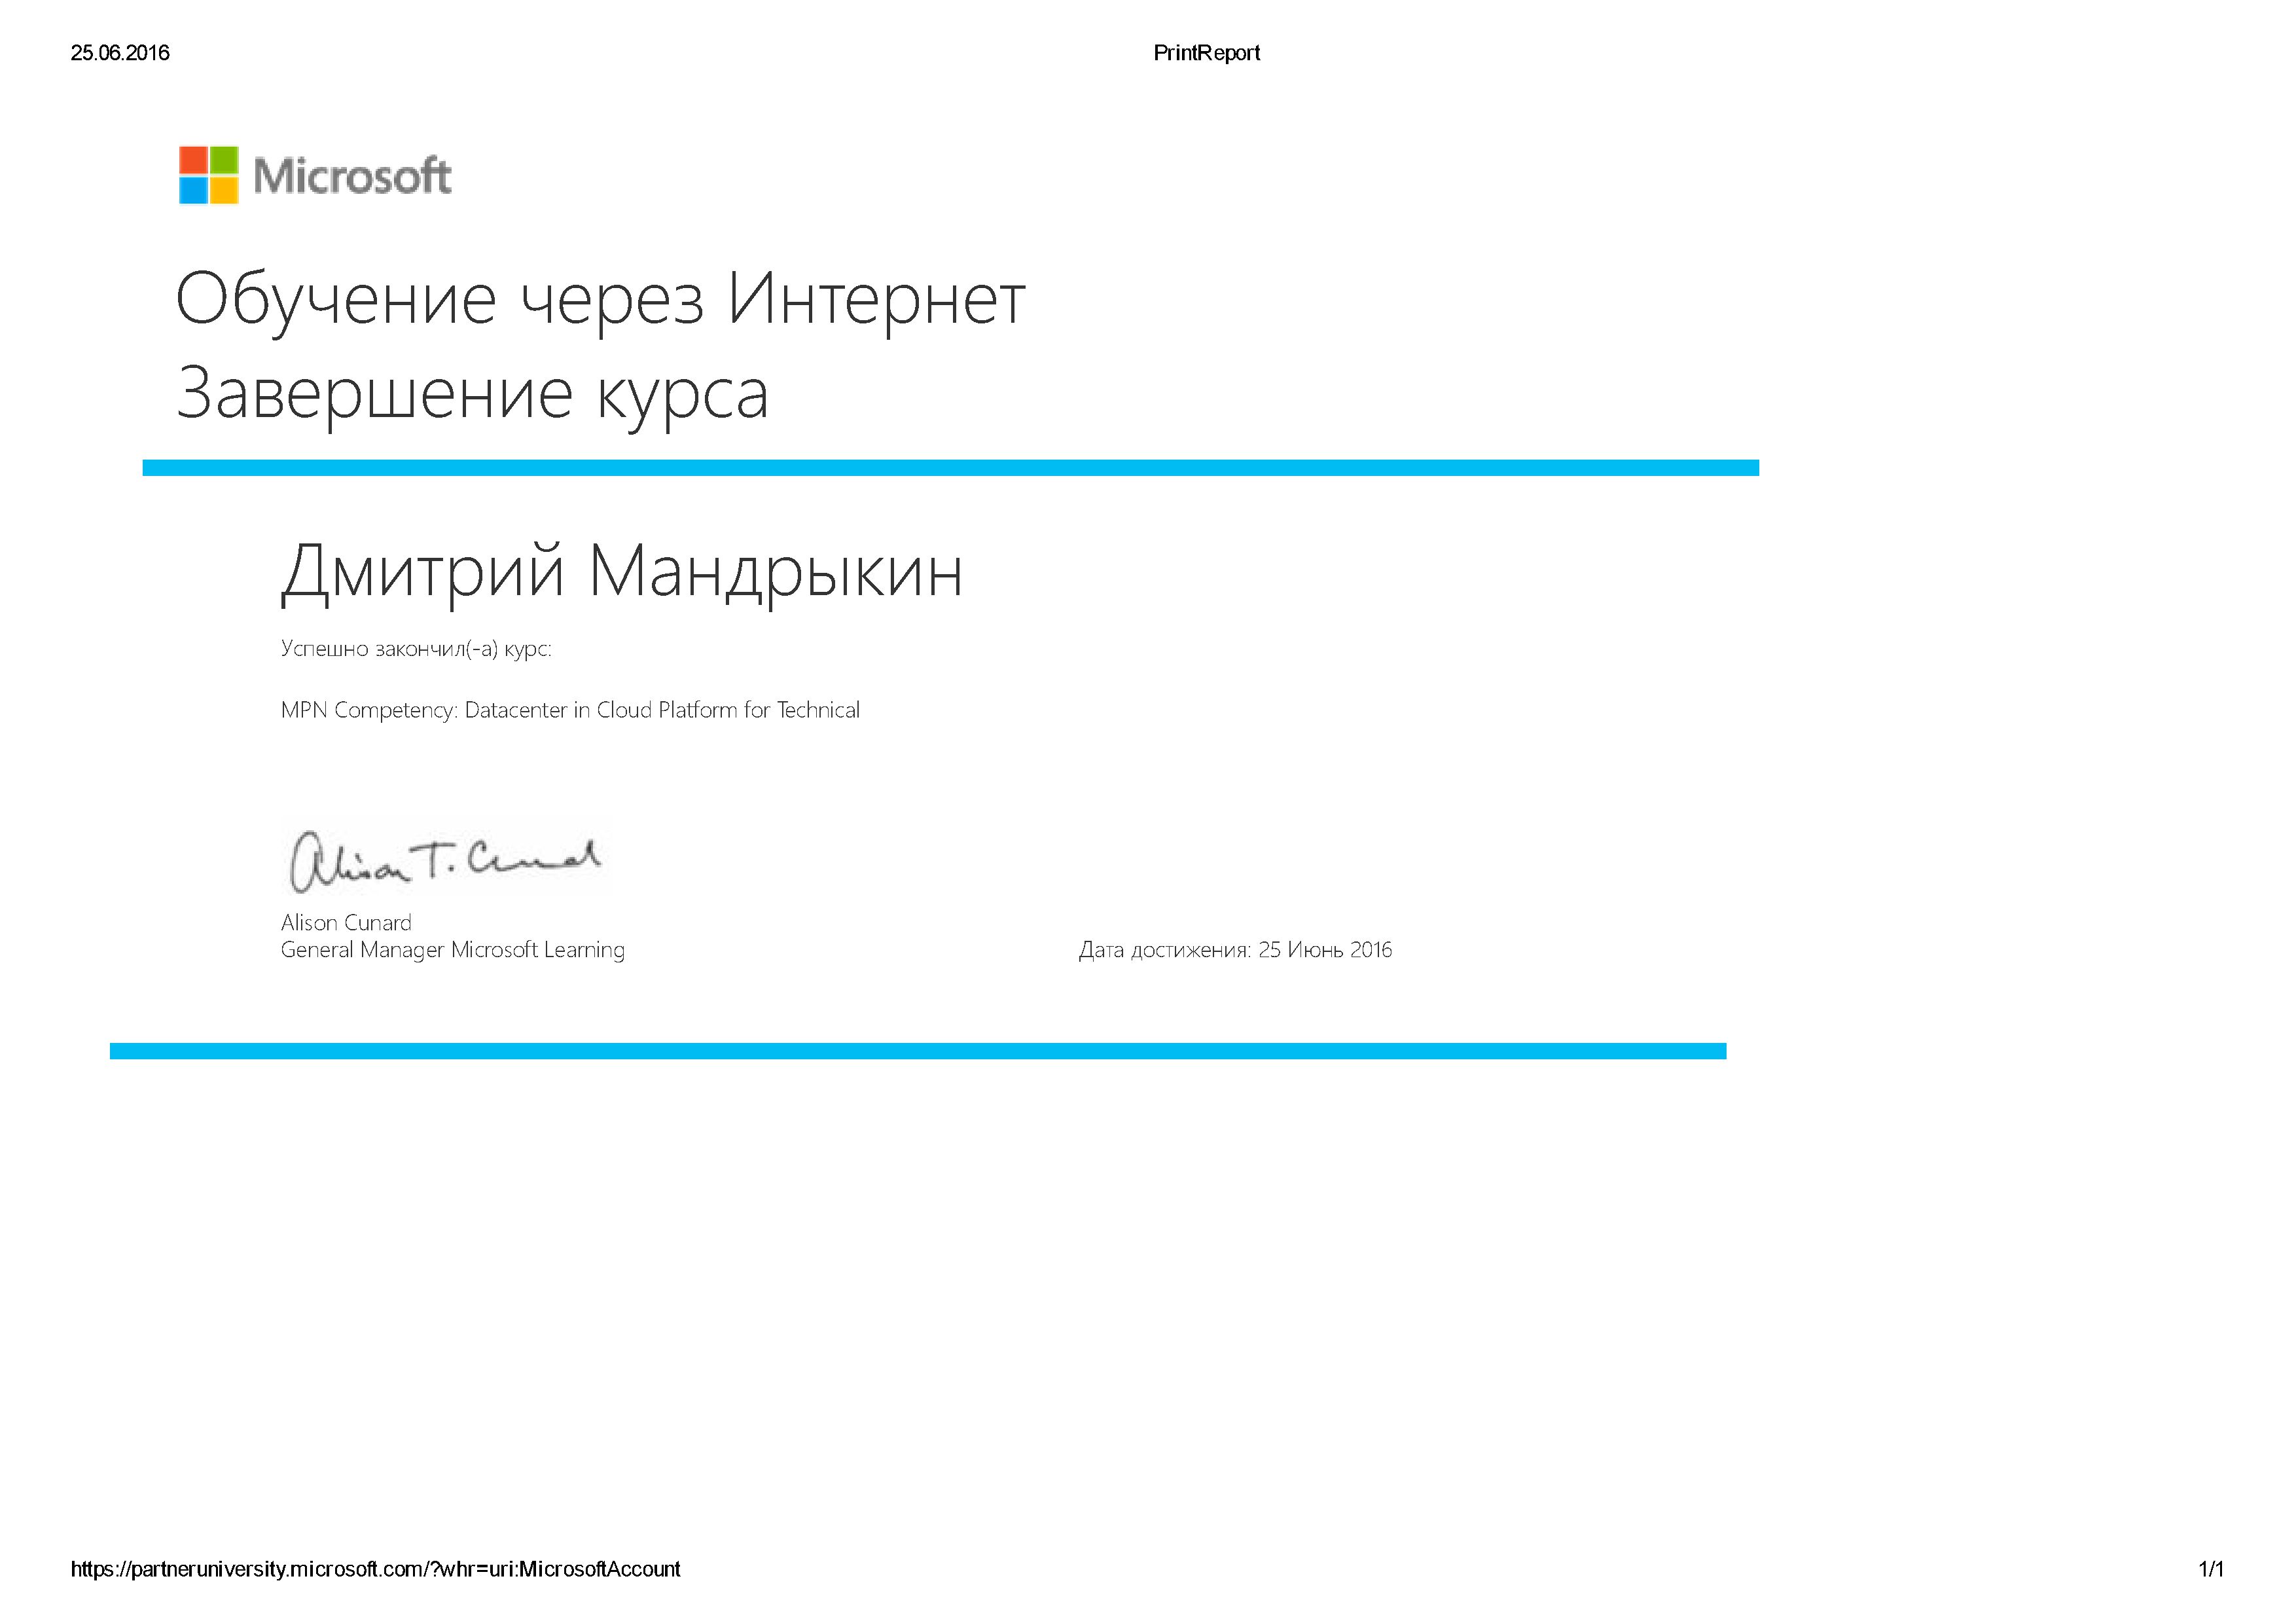 25.06.2016 PrintReport
Microsoft
Обучение через Интернет
Завершение курса
Дмитрий Мандрыкин
Успешно закончил(-а) курс:
MPN Competency: Datacenter in Cloud Platform for Technical
Alison T. Cunard
Alison Cunard
General Manager Microsoft Learning Дата достижения: 25 Июнь 2016
https://partneruniversity.microsoft.com/?whr=uri:MicrosoftAccount 1/1